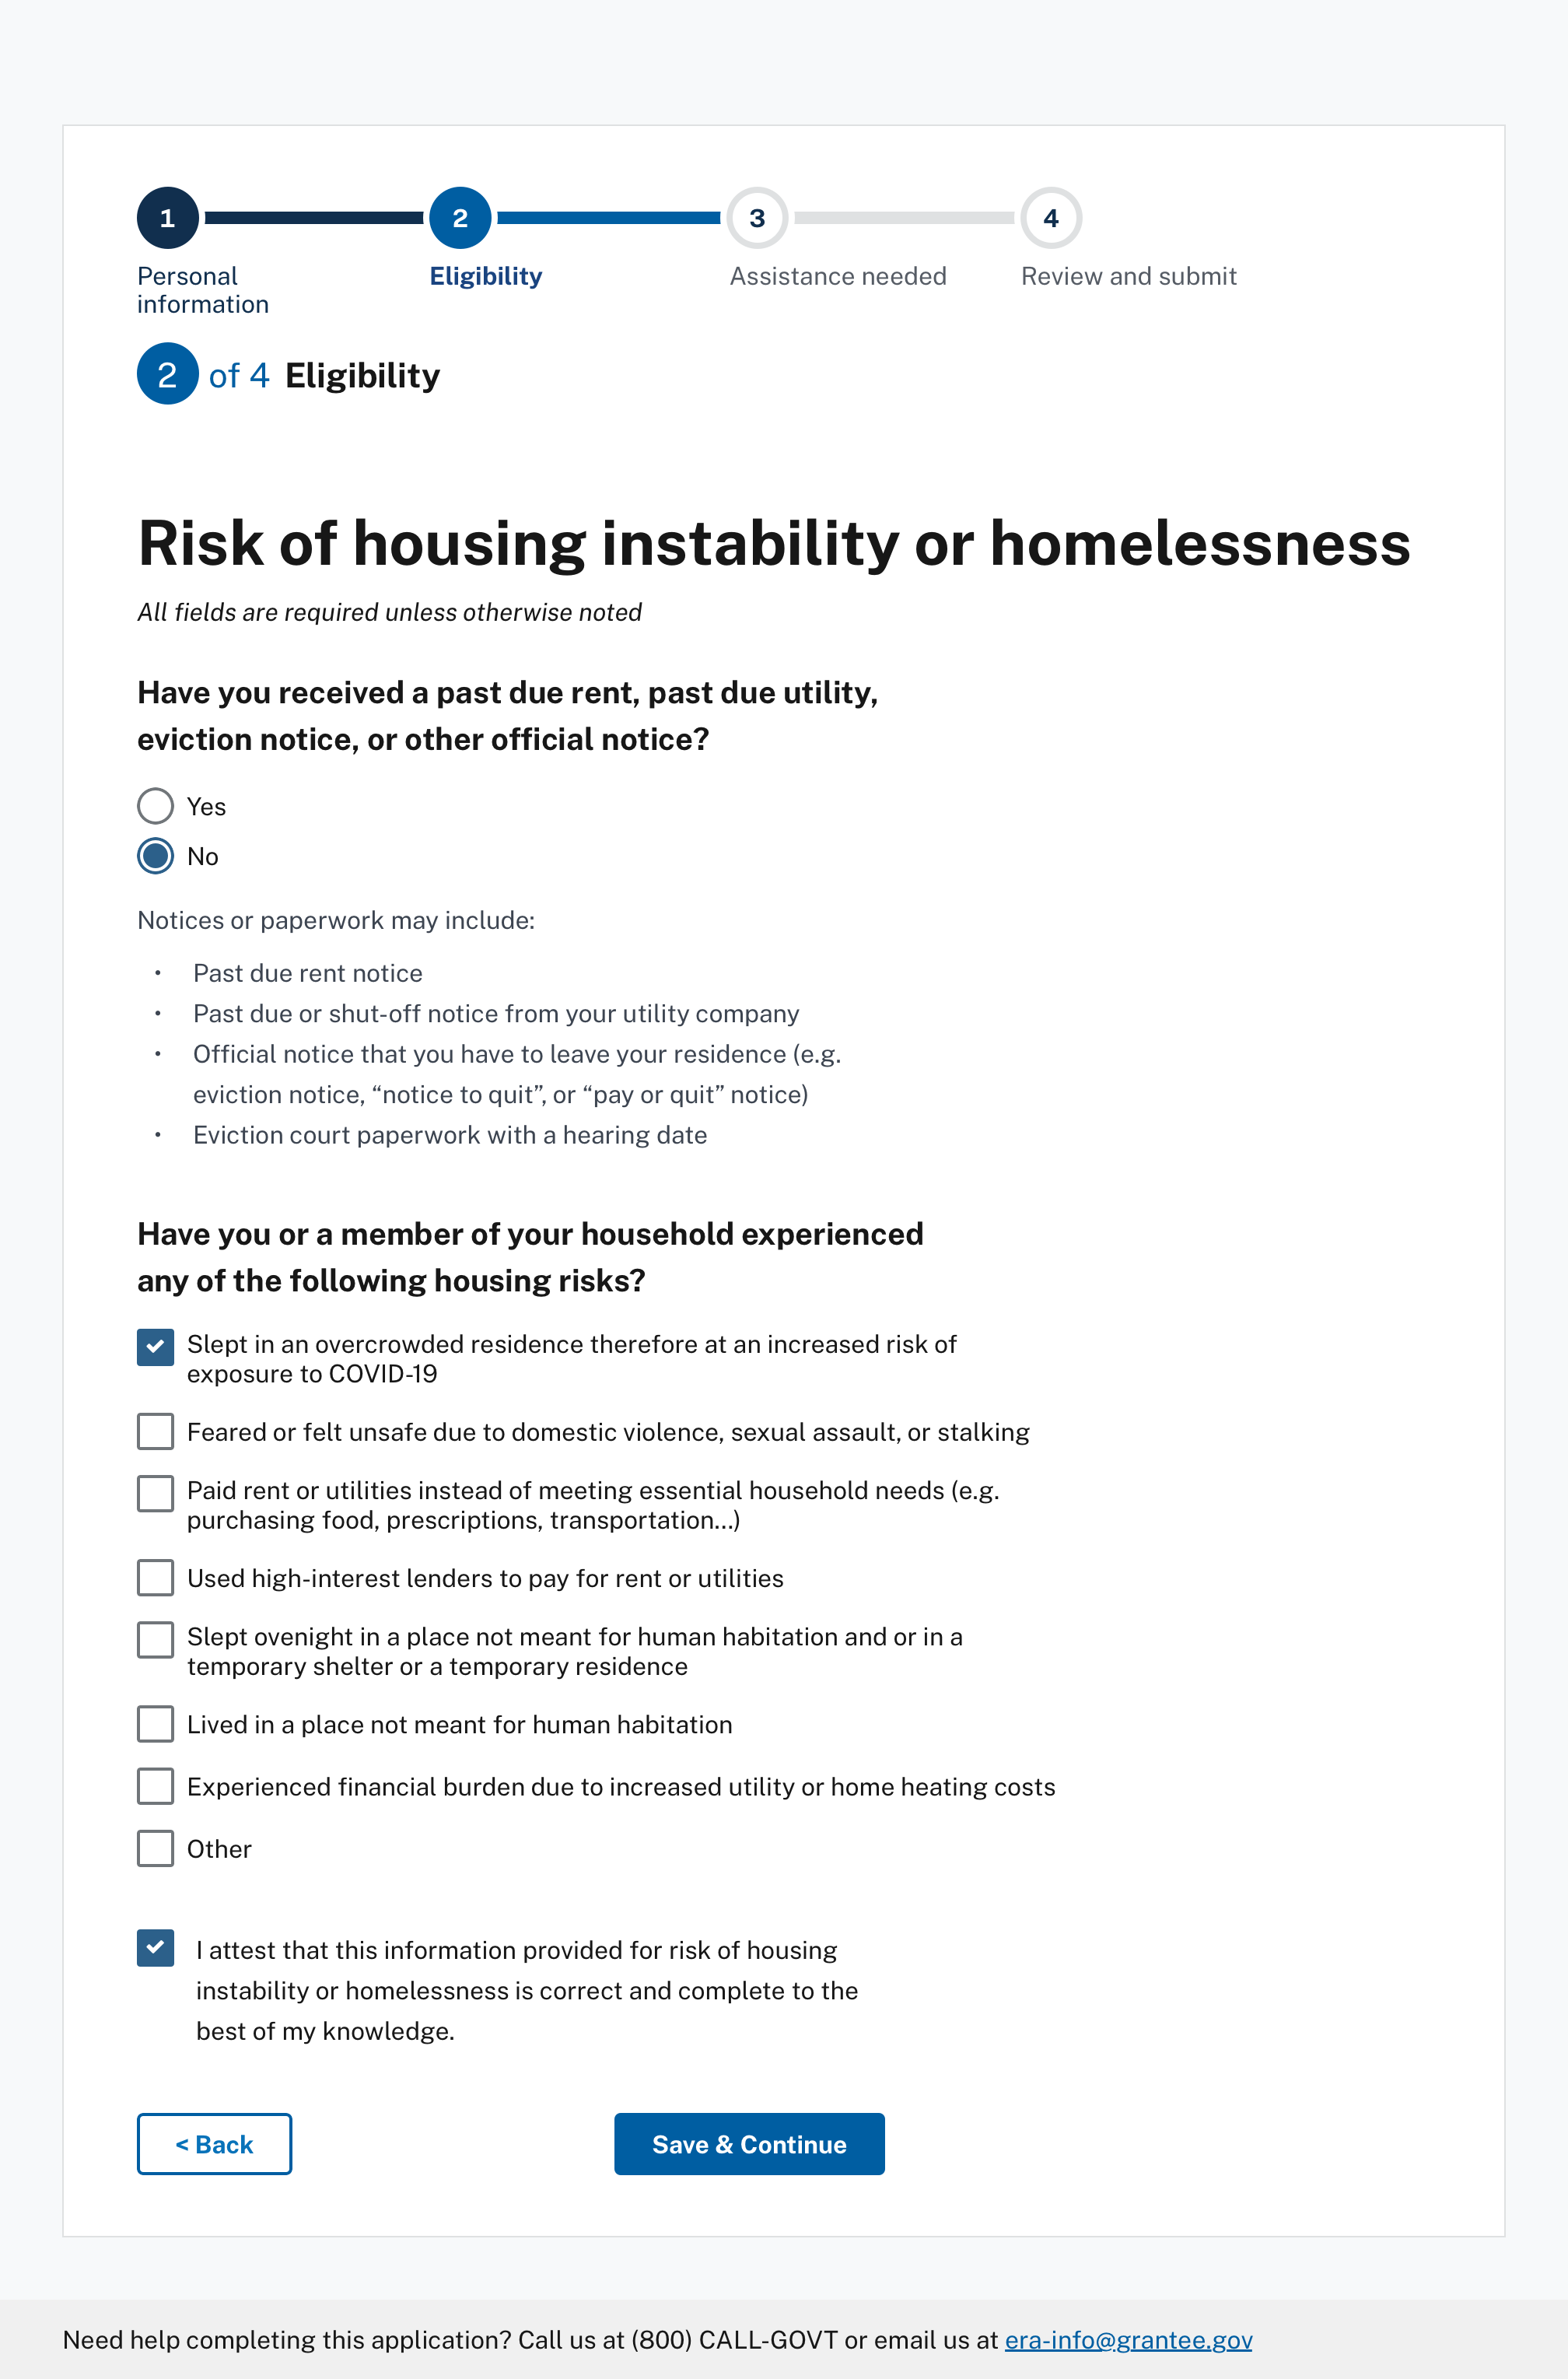 1
2
3
4
Personal
information
Eligibility
Assistance needed
Review and submit
2 of 4 Eligibility
Risk of housing instability or homelessness
All fields are required unless otherwise noted
Have you received a past due rent, past due utility,
eviction notice, or other official notice?
Yes
No
Notices or paperwork may include:
• Past due rent notice
• Past due or shut-off notice from your utility company
• Official notice that you have to leave your residence (e.g.
eviction notice, “notice to quit”, or “pay or quit” notice)
• Eviction court paperwork with a hearing date
Have you or a member of your household experienced
any of the following housing risks?
Slept in an overcrowded residence therefore at an increased risk of
exposure to COVID-19
Feared or felt unsafe due to domestic violence, sexual assault, or stalking
Paid rent or utilities instead of meeting essential household needs (e.g.
purchasing food, prescriptions, transportation...)
Used high-interest lenders to pay for rent or utilities
Slept ovenight in a place not meant for human habitation and or in a
temporary shelter or a temporary residence
Lived in a place not meant for human habitation
Experienced financial burden due to increased utility or home heating costs
Other
I attest that this information provided for risk of housing
instability or homelessness is correct and complete to the
best of my knowledge.
< Back
Save & Continue
Need help completing this application? Call us at (800) CALL-GOVT or email us at era-info@grantee.gov